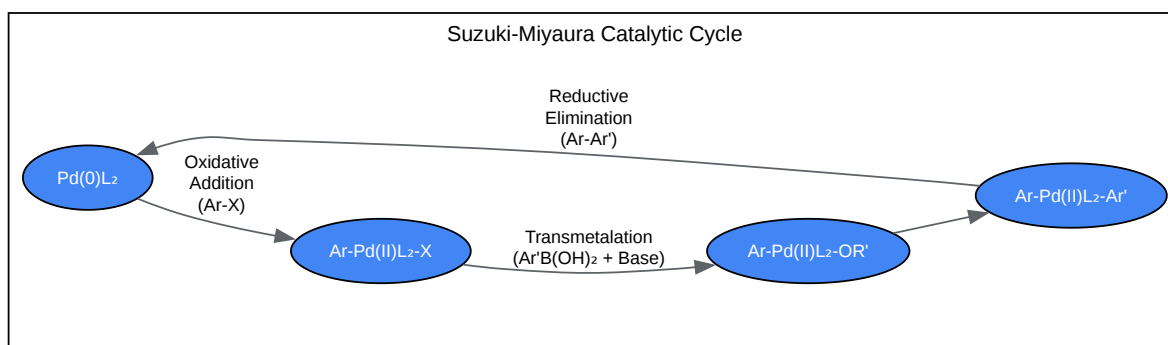 Suzuki-Miyaura Catalytic Cycle
Reductive
Elimination
(Ar-Ar')
Pd(0)L₂
Oxidative
Addition
(Ar-X)
Ar-Pd(II)L₂-X
Transmetalation
(Ar'B(OH)₂ + Base)
Ar-Pd(II)L₂-OR'
Ar-Pd(II)L₂-Ar'